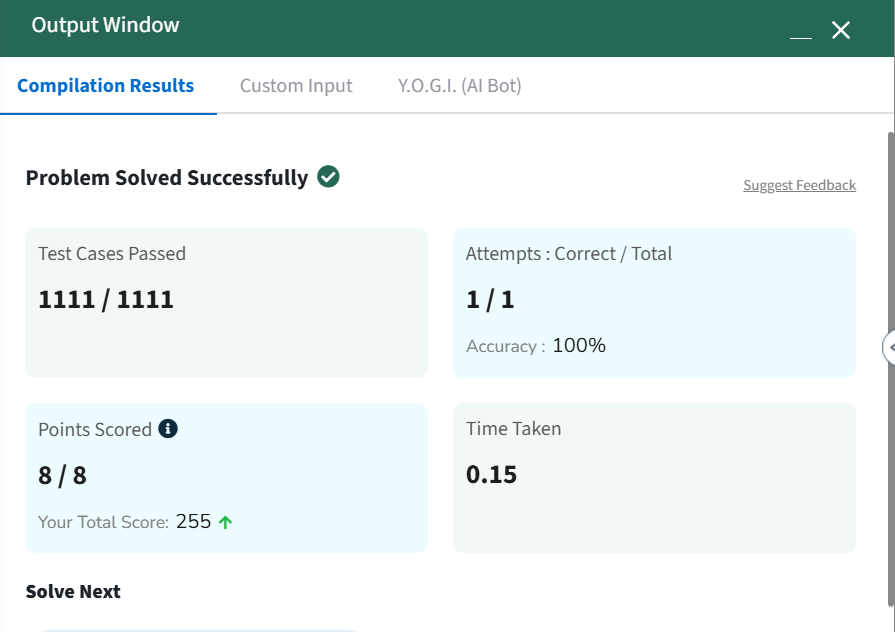 Output Window
Compilation Results Custom Input Y.O.G.I. (AI Bot)
Problem Solved Successfully
Suggest Feedback
Test Cases Passed
1111 / 1111
Attempts : Correct / Total
1 / 1
Accuracy : 100%
Points Scored
8 / 8
Your Total Score: 255
Time Taken
0.15
Solve Next